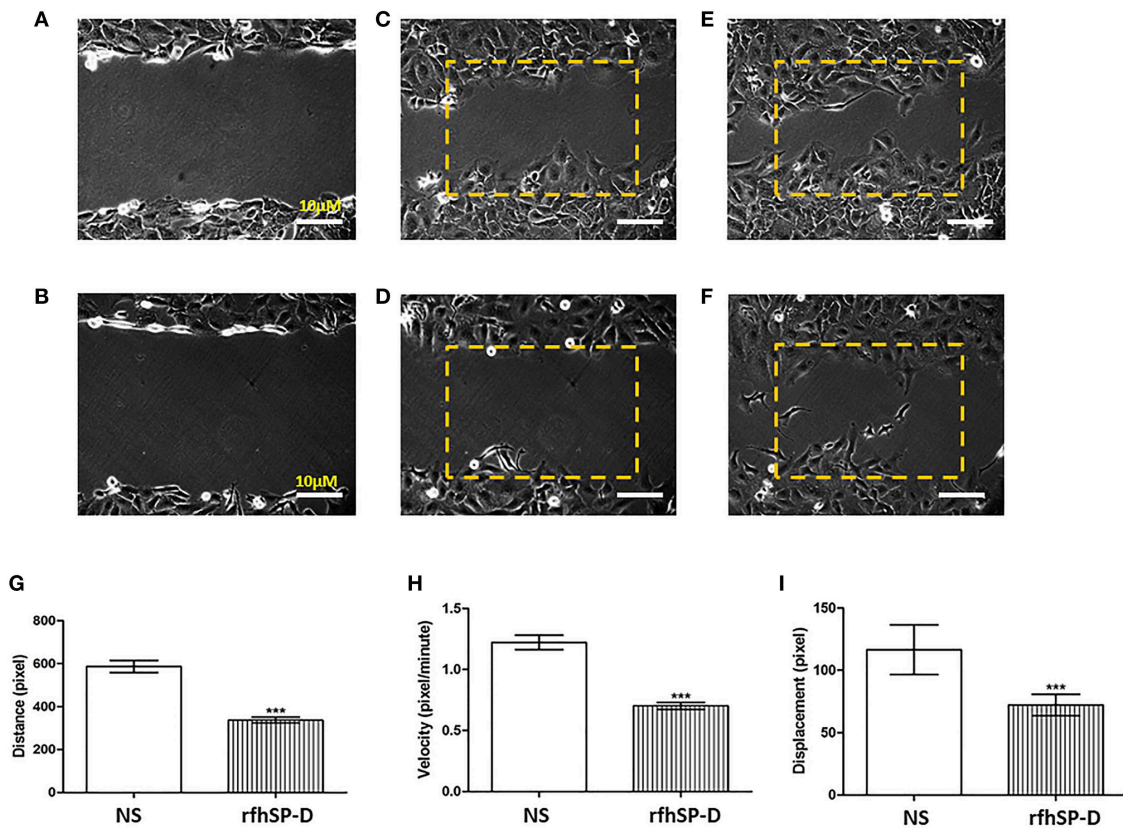 A
C
E
10µM
B
D
F
10µM
G
H
I
Distance (pixel)
800
600
400
200
0
***
NS
rfhSP-D
Velocity (pixel/minute)
1.5
1.0
0.5
0.0
***
NS
rfhSP-D
Displacement (pixel)
150
100
50
0
***
NS
rfhSP-D